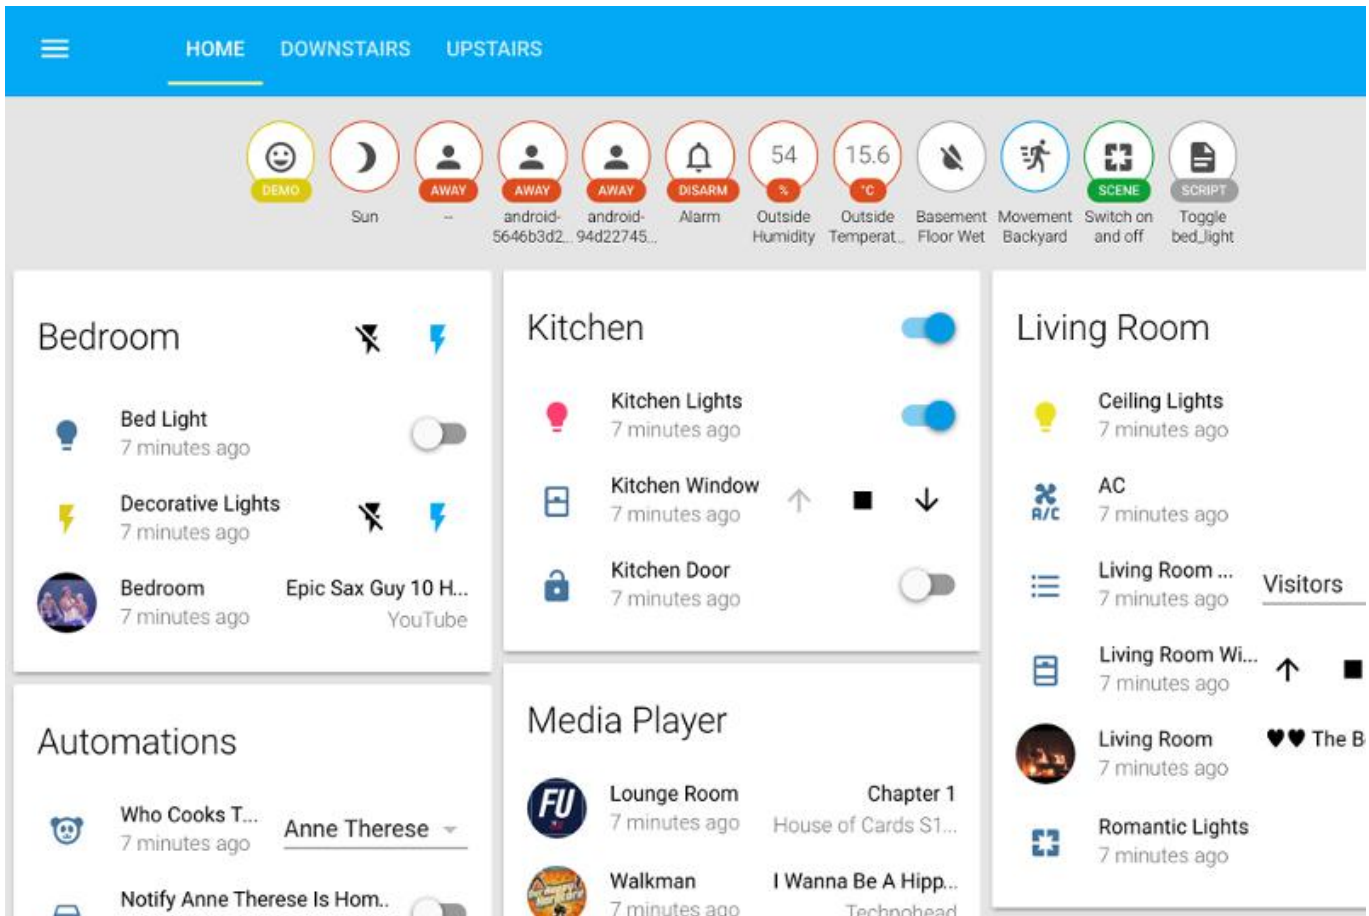 HOME DOWNSTAIRS UPSTAIRS
DEMO
Sun
AWAY
--
AWAY
android-
5646b3d2...
AWAY
android-
94d22745...
DISARM
Alarm
54
%
Outside
Humidity
15.6
°C
Outside
Temperat...
Basement
Floor Wet
Movement
Backyard
SCENE
Switch on
and off
SCRIPT
Toggle
bed_light
Bedroom
Bed Light
7 minutes ago
Decorative Lights
7 minutes ago
Bedroom Epic Sax Guy 10 H...
7 minutes ago YouTube
Automations
Who Cooks T... Anne Therese
7 minutes ago
Notify Anne Therese Is Hom..
Kitchen
Kitchen Lights
7 minutes ago
Kitchen Window
7 minutes ago
Kitchen Door
7 minutes ago
Media Player
FU
Lounge Room Chapter 1
7 minutes ago House of Cards S1...
Walkman I Wanna Be A Hipp...
7 minutes ago Technohead
Living Room
Ceiling Lights
7 minutes ago
A/C
AC
7 minutes ago
Living Room ... Visitors
7 minutes ago
Living Room Wi...
7 minutes ago
Living Room ♥♥ The B
7 minutes ago
Romantic Lights
7 minutes ago